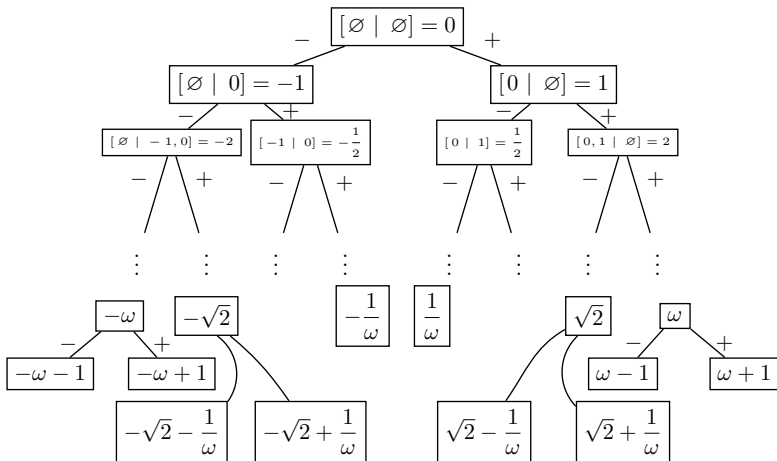 [∅ | ∅] = 0
− +
[∅ | 0] = −1 [0 | ∅] = 1
− + − +
[∅ | −1, 0] = −2 [−1 | 0] = −1/2 [0 | 1] = 1/2 [0, 1 | ∅] = 2
− + − + − + − +
⋮ ⋮ ⋮ ⋮ ⋮ ⋮ ⋮ ⋮
−ω −√2 −1/ω 1/ω √2 ω
− + − +
−ω − 1 −ω + 1 ω − 1 ω + 1
−√2 − 1/ω −√2 + 1/ω √2 − 1/ω √2 + 1/ω